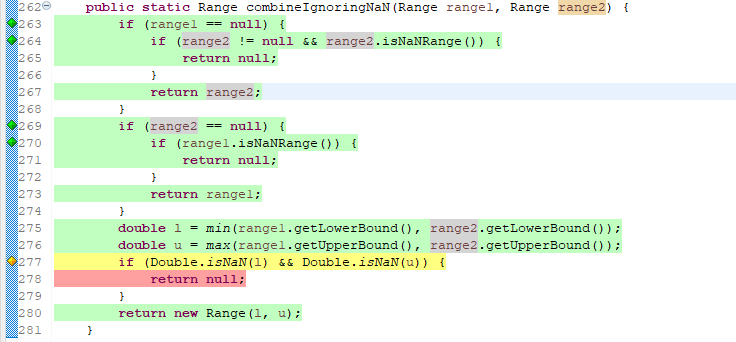 262 public static Range combineIgnoringNaN(Range range1, Range range2) {
263 if (range1 == null) {
264 if (range2 != null && range2.isNaNRange()) {
265 return null;
266 }
267 return range2;
268 }
269 if (range2 == null) {
270 if (range1.isNaNRange()) {
271 return null;
272 }
273 return range1;
274 }
275 double l = min(range1.getLowerBound(), range2.getLowerBound());
276 double u = max(range1.getUpperBound(), range2.getUpperBound());
277 if (Double.isNaN(l) && Double.isNaN(u)) {
278 return null;
279 }
280 return new Range(l, u);
281 }